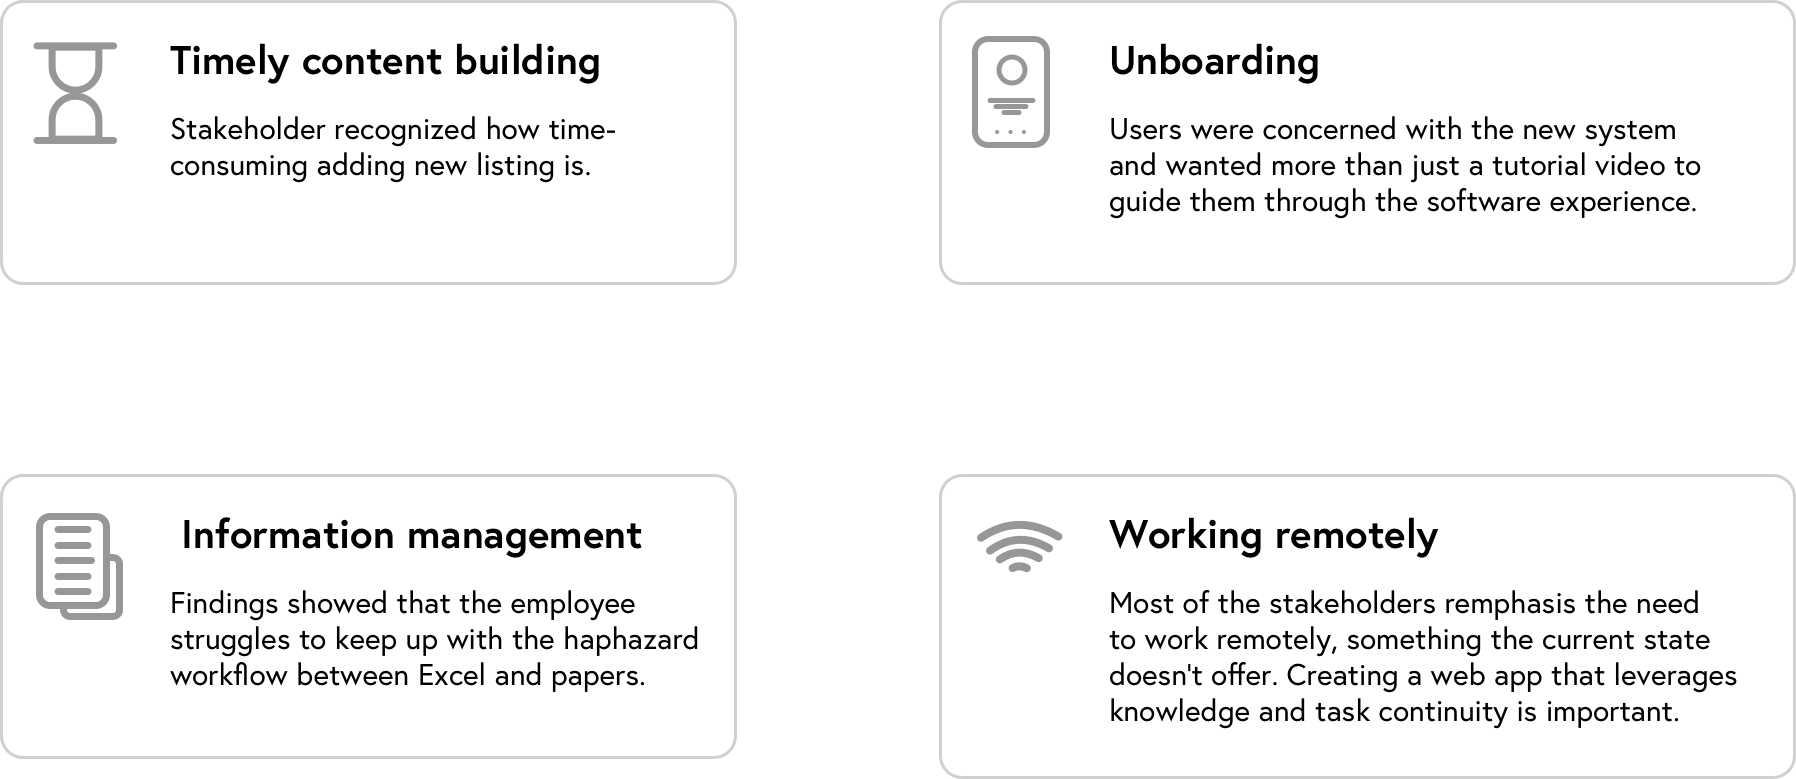 Timely content building
Stakeholder recognized how time-
consuming adding new listing is.
Unboarding
Users were concerned with the new system
and wanted more than just a tutorial video to
guide them through the software experience.
Information management
Findings showed that the employee
struggles to keep up with the haphazard
workflow between Excel and papers.
Working remotely
Most of the stakeholders remphasis the need
to work remotely, something the current state
doesn't offer. Creating a web app that leverages
knowledge and task continuity is important.